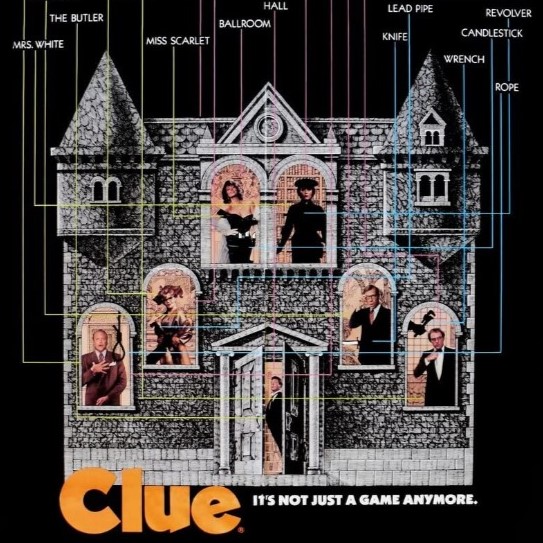 HALL
LEAD PIPE
REVOLVER
THE BUTLER
BALLROOM
CANDLESTICK
MRS. WHITE
MISS SCARLET
KNIFE
WRENCH
ROPE
Clue®
IT'S NOT JUST A GAME ANYMORE.